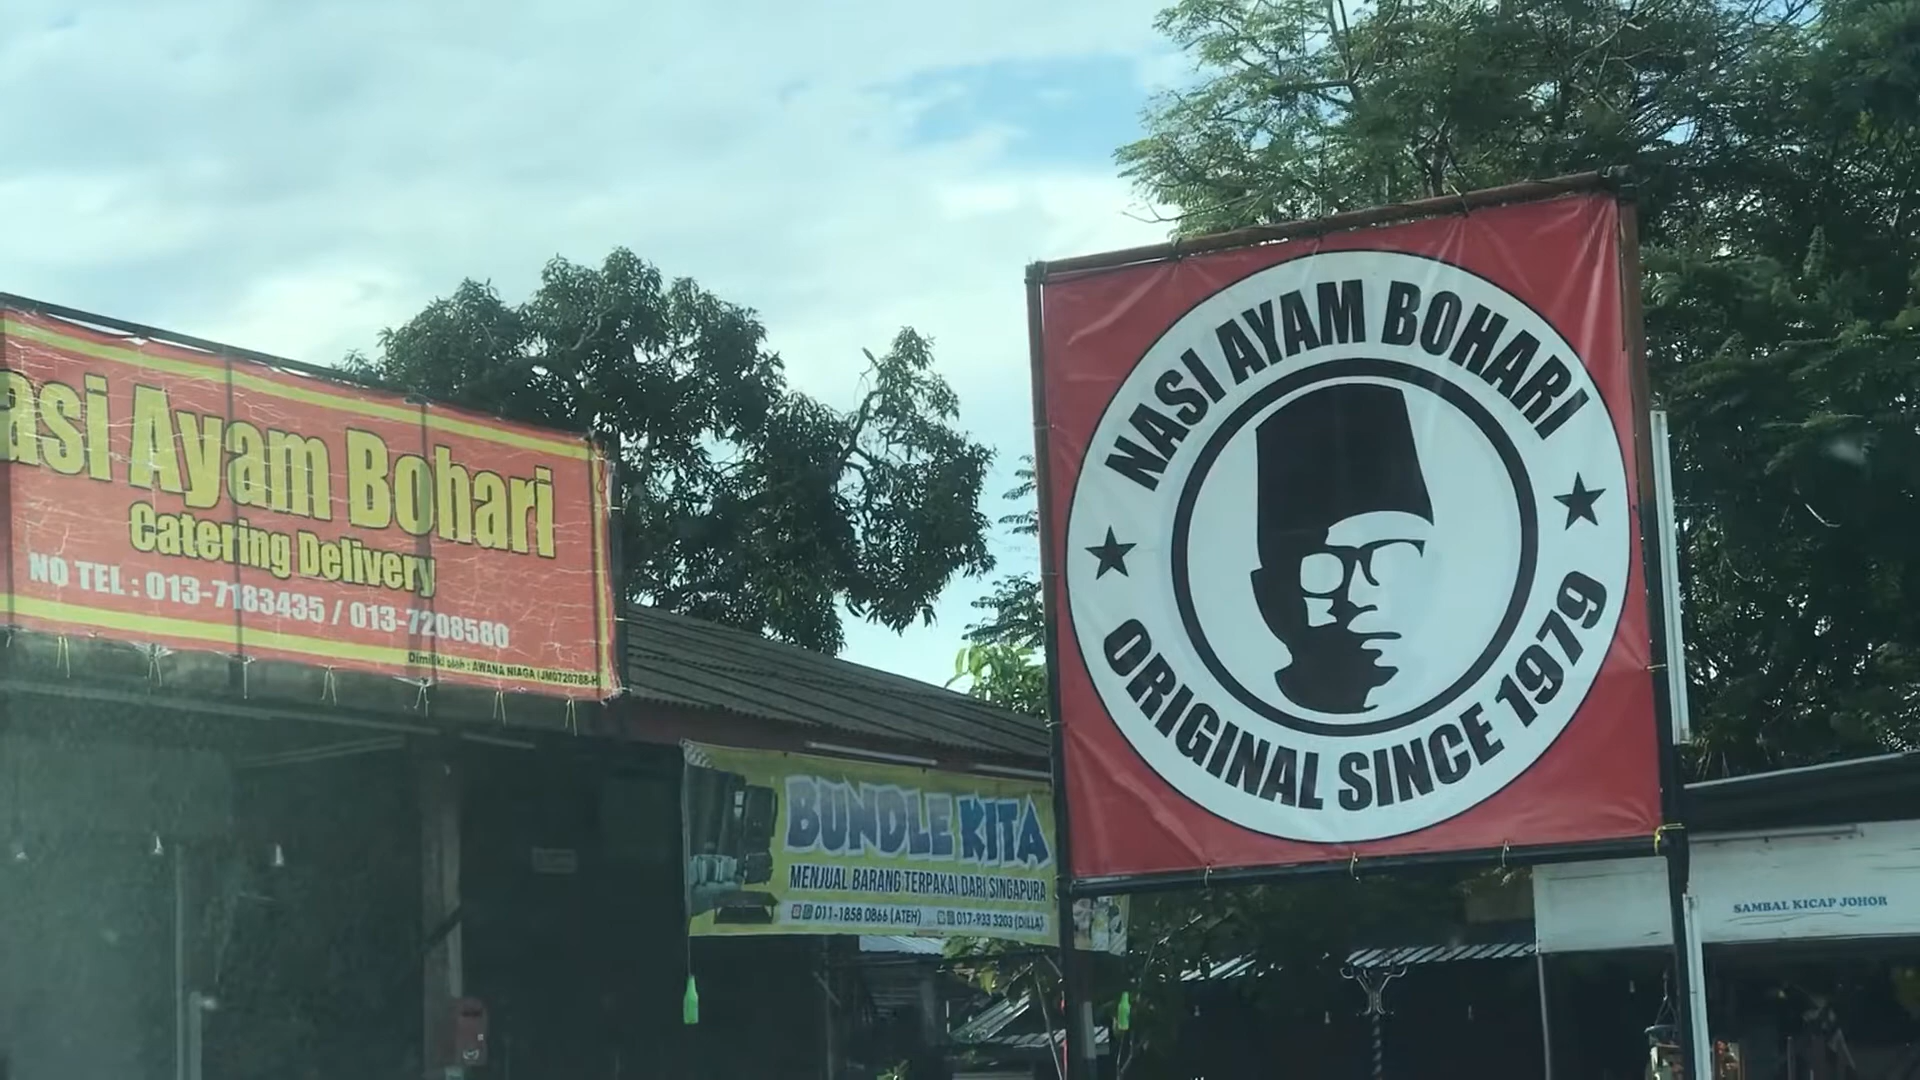 asi Ayam Bohari
Catering Delivery
NO TEL : 013-7183435 / 013-7208580
Dimiliki oleh : AWANA NIAGA (JM0720788-H
NASI AYAM BOHARI
ORIGINAL SINCE 1979
BUNDLE KITA
MENJUAL BARANG TERPAKAI DARI SINGAPURA
011-1858 0866 (ATEH) 017-933 3203 (DILLA)
SAMBAL KICAP JOHOR